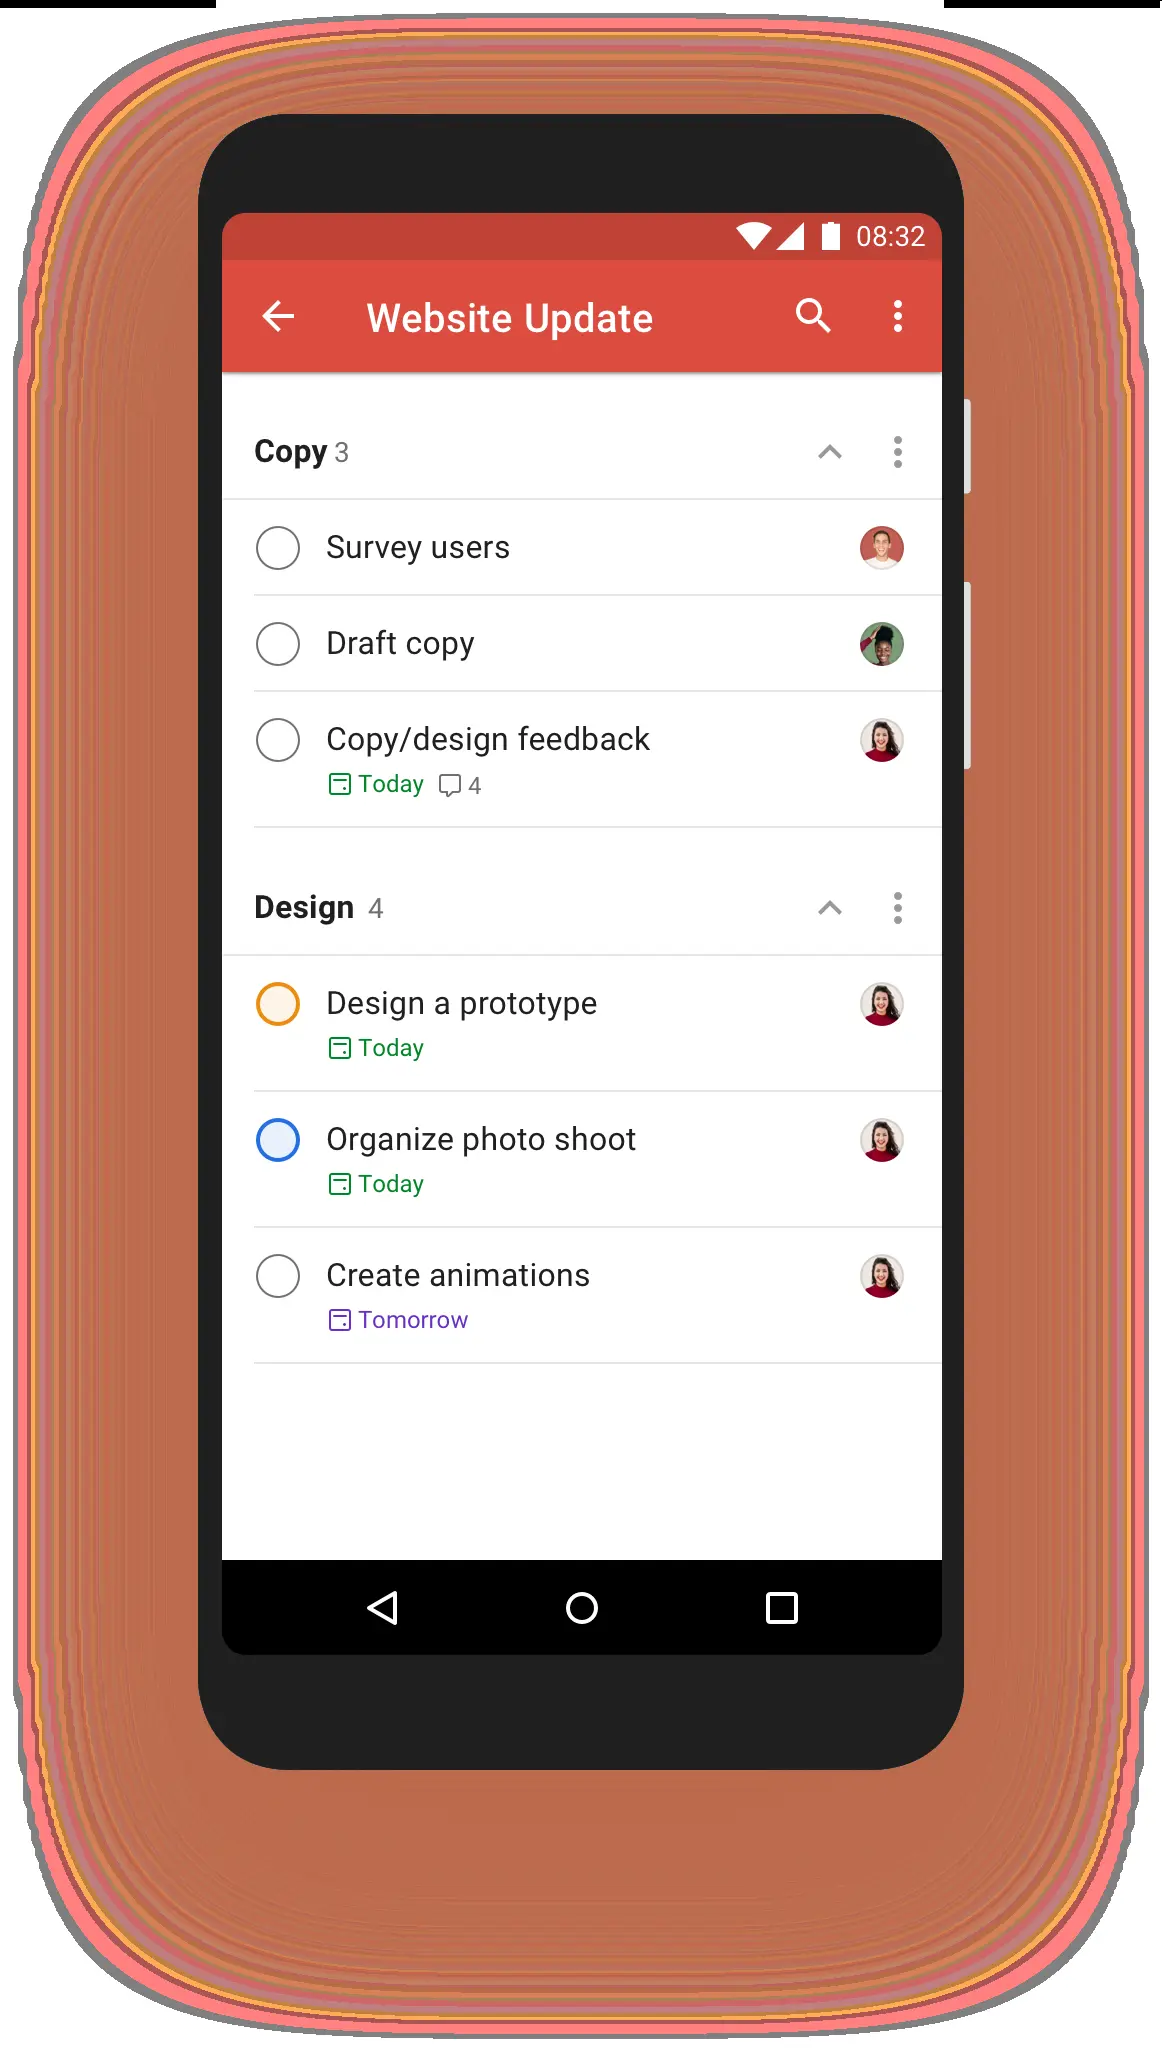 08:32
Website Update
Copy 3
Survey users
Draft copy
Copy/design feedback
Today 4
Design 4
Design a prototype
Today
Organize photo shoot
Today
Create animations
Tomorrow